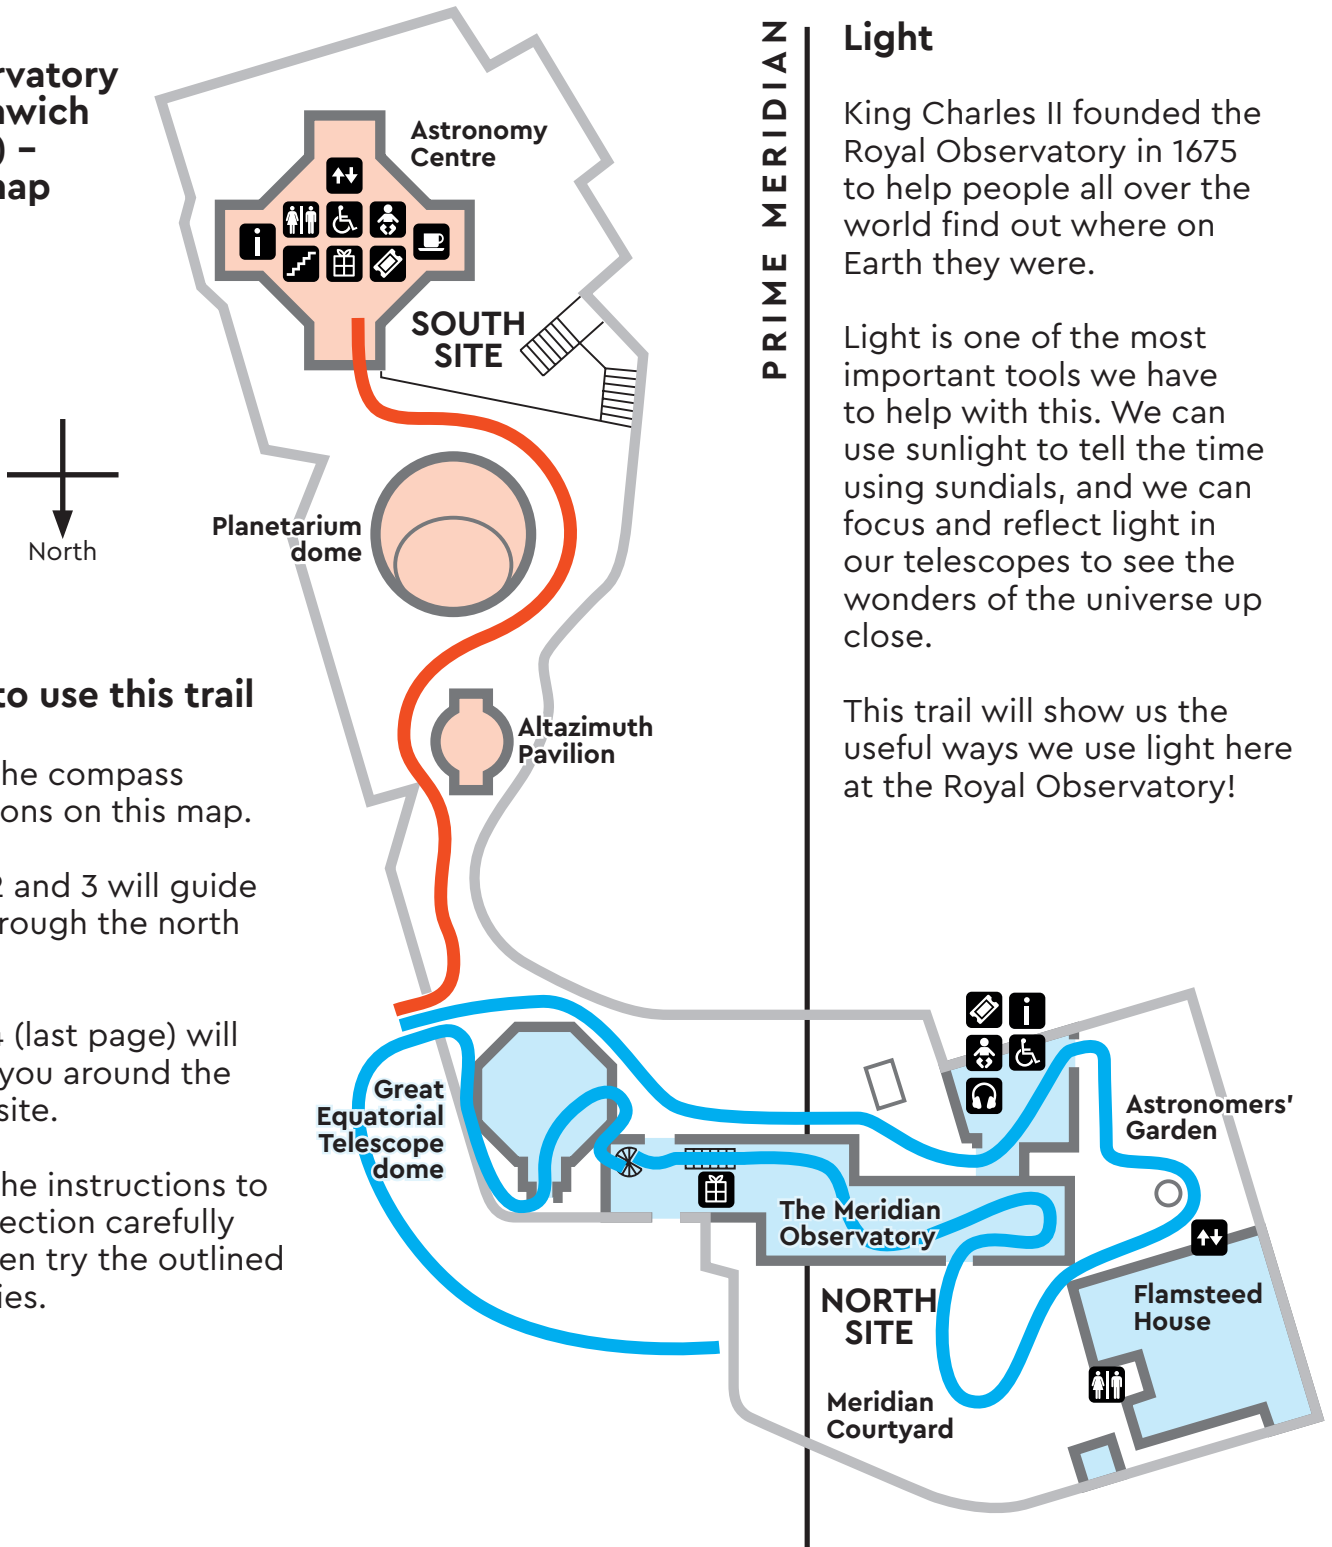 rvatory
nwich
) –
nap
North
to use this trail
he compass
ons on this map.
2 and 3 will guide
rough the north
4 (last page) will
you around the
site.
he instructions to
ection carefully
en try the outlined
ies.
Astronomy
Centre
SOUTH
SITE
Planetarium
dome
Altazimuth
Pavilion
Great
Equatorial
Telescope
dome
The Meridian
Observatory
NORTH
SITE
Meridian
Courtyard
Astronomers'
Garden
Flamsteed
House
PRIME MERIDIAN
Light
King Charles II founded the
Royal Observatory in 1675
to help people all over the
world find out where on
Earth they were.
Light is one of the most
important tools we have
to help with this. We can
use sunlight to tell the time
using sundials, and we can
focus and reflect light in
our telescopes to see the
wonders of the universe up
close.
This trail will show us the
useful ways we use light here
at the Royal Observatory!